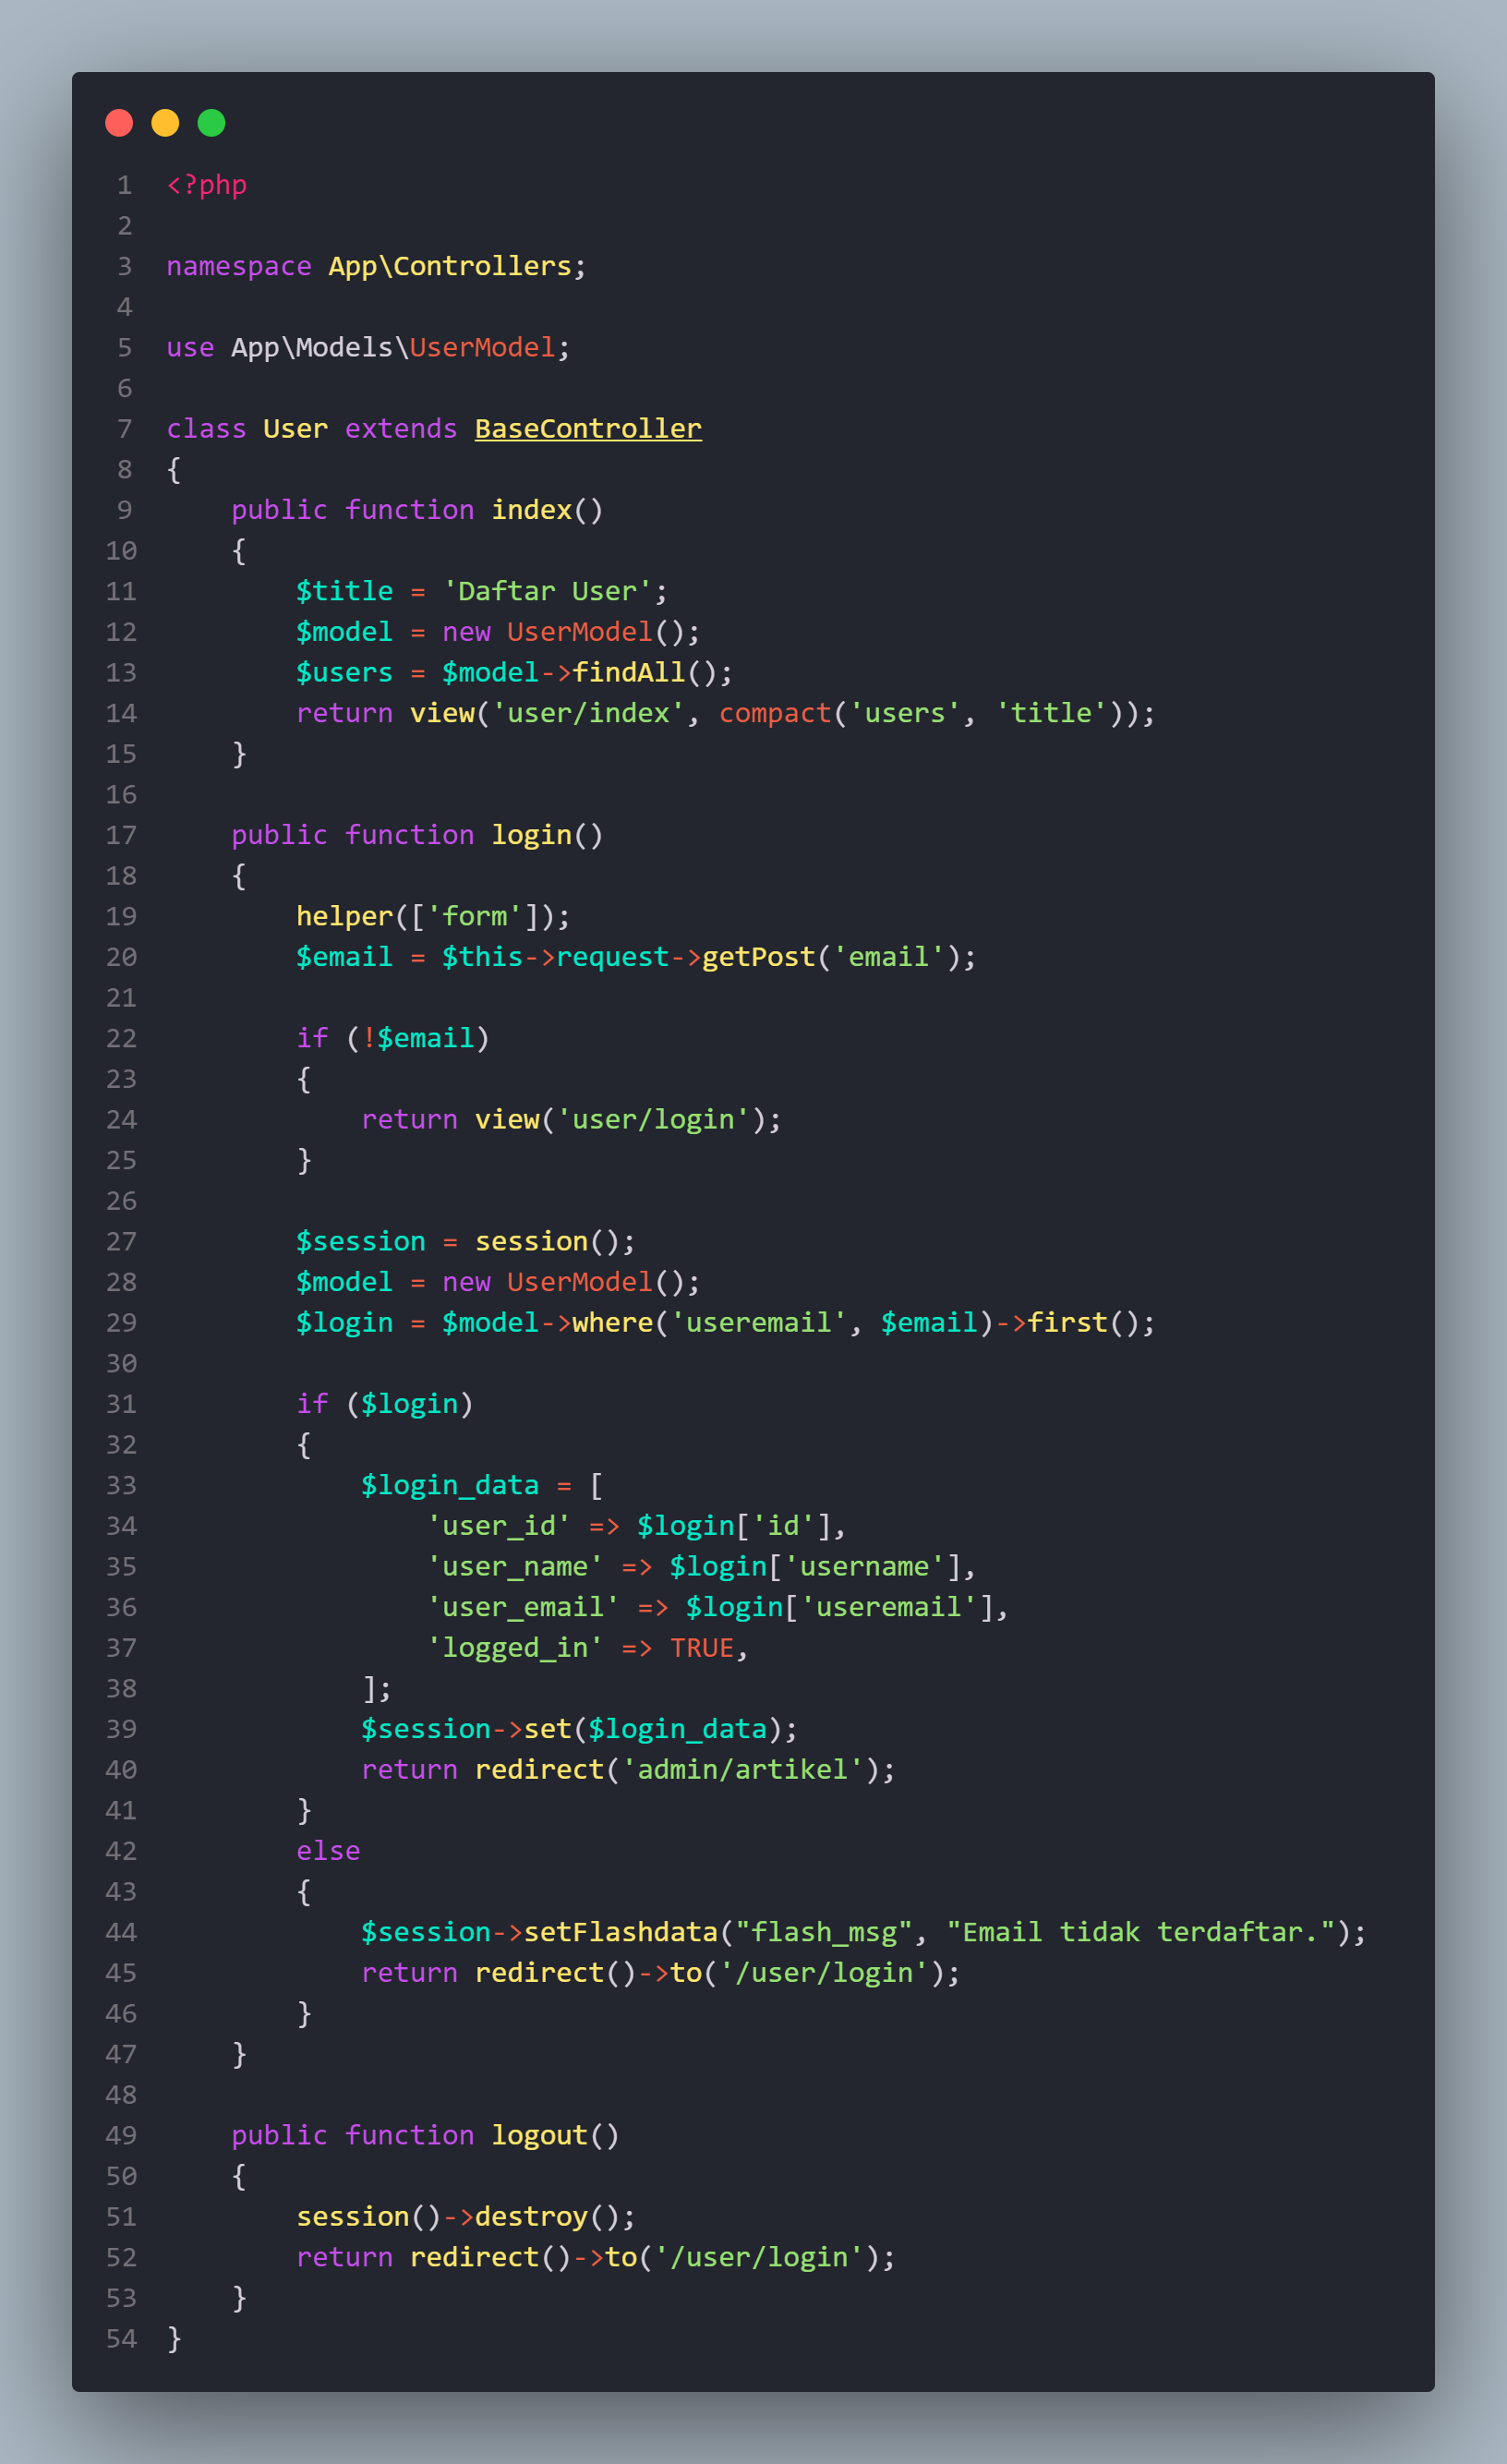 1 <?php
2
3 namespace App\Controllers;
4
5 use App\Models\UserModel;
6
7 class User extends BaseController
8 {
9     public function index()
10     {
11         $title = 'Daftar User';
12         $model = new UserModel();
13         $users = $model->findAll();
14         return view('user/index', compact('users', 'title'));
15     }
16
17     public function login()
18     {
19         helper(['form']);
20         $email = $this->request->getPost('email');
21
22         if (!$email)
23         {
24             return view('user/login');
25         }
26
27         $session = session();
28         $model = new UserModel();
29         $login = $model->where('useremail', $email)->first();
30
31         if ($login)
32         {
33             $login_data = [
34                 'user_id' => $login['id'],
35                 'user_name' => $login['username'],
36                 'user_email' => $login['useremail'],
37                 'logged_in' => TRUE,
38             ];
39             $session->set($login_data);
40             return redirect('admin/artikel');
41         }
42         else
43         {
44             $session->setFlashdata("flash_msg", "Email tidak terdaftar.");
45             return redirect()->to('/user/login');
46         }
47     }
48
49     public function logout()
50     {
51         session()->destroy();
52         return redirect()->to('/user/login');
53     }
54 }